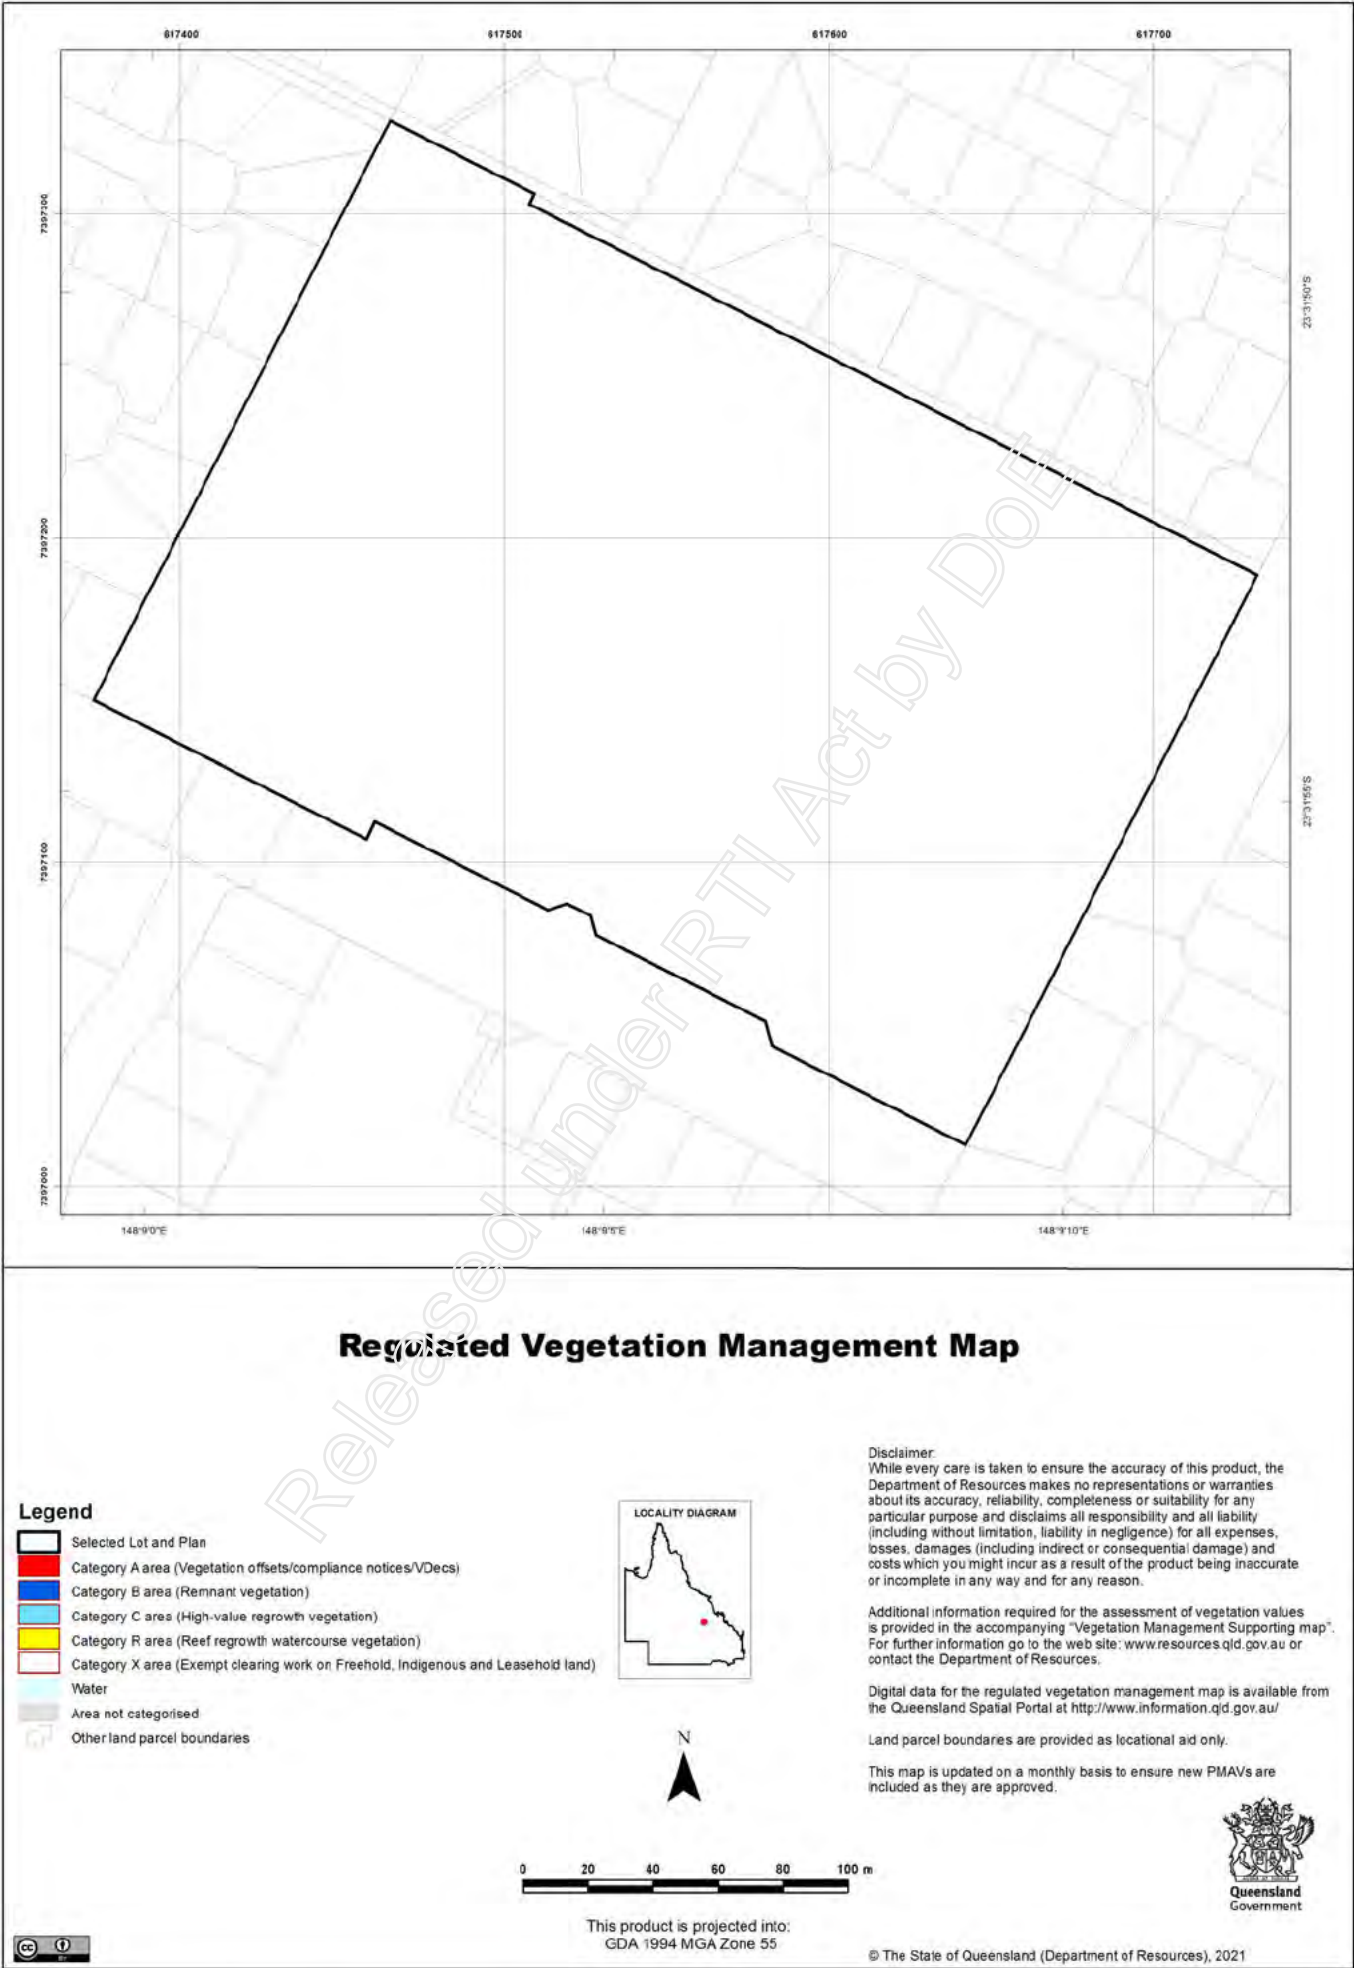 617400 617500 617600 617700
7397300
23°31'50"S
7397200
23°31'55"S
7397100
7397000
148°9'0"E 148°9'5"E 148°9'10"E
Released under RTI Act by DoE
Regulated Vegetation Management Map
Legend
Selected Lot and Plan
Category A area (Vegetation offsets/compliance notices/VDecs)
Category B area (Remnant vegetation)
Category C area (High-value regrowth vegetation)
Category R area (Reef regrowth watercourse vegetation)
Category X area (Exempt clearing work on Freehold, Indigenous and Leasehold land)
Water
Area not categorised
Other land parcel boundaries
LOCALITY DIAGRAM
N
0 20 40 60 80 100 m
This product is projected into:
GDA 1994 MGA Zone 55
Disclaimer:
While every care is taken to ensure the accuracy of this product, the
Department of Resources makes no representations or warranties
about its accuracy, reliability, completeness or suitability for any
particular purpose and disclaims all responsibility and all liability
(including without limitation, liability in negligence) for all expenses,
losses, damages (including indirect or consequential damage) and
costs which you might incur as a result of the product being inaccurate
or incomplete in any way and for any reason.
Additional information required for the assessment of vegetation values
is provided in the accompanying "Vegetation Management Supporting map".
For further information go to the web site: www.resources.qld.gov.au or
contact the Department of Resources.
Digital data for the regulated vegetation management map is available from
the Queensland Spatial Portal at http://www.information.qld.gov.au/
Land parcel boundaries are provided as locational aid only.
This map is updated on a monthly basis to ensure new PMAVs are
included as they are approved.
Queensland
Government
cc
BY
© The State of Queensland (Department of Resources), 2021